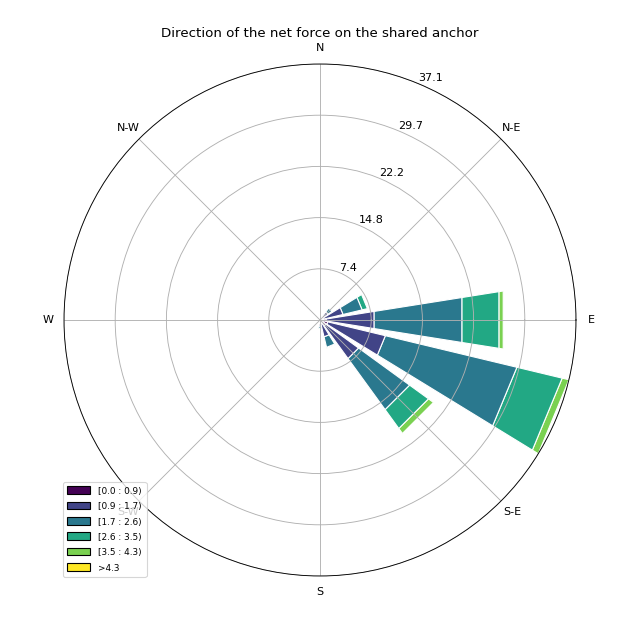 Direction of the net force on the shared anchor
N
37.1
N-W
N-E
29.7
22.2
14.8
7.4
W
E
[0.0 : 0.9)
[0.9 : 1.7)
[1.7 : 2.6)
[2.6 : 3.5)
[3.5 : 4.3)
>4.3
S-W
S-E
S